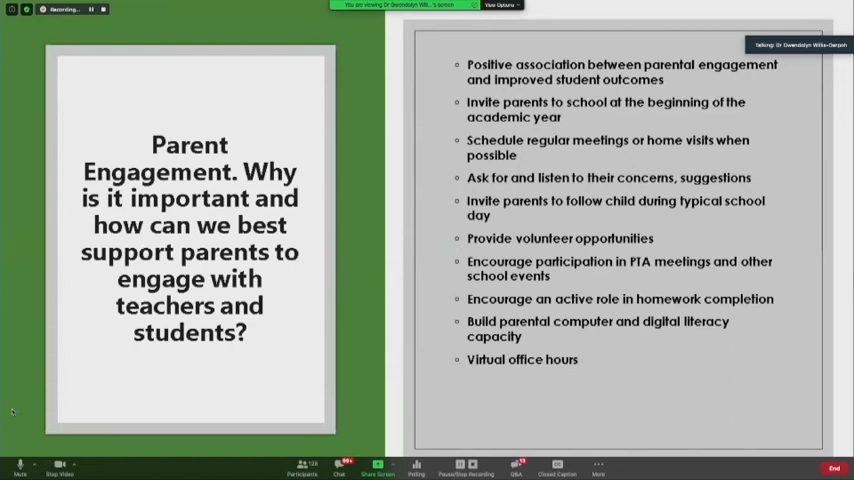 Recording...
You are viewing Dr Gwendolyn Will...'s screen
View Options
Talking: Dr Gwendolyn Willie-Darpoh
Parent
Engagement. Why
is it important and
how can we best
support parents to
engage with
teachers and
students?
Positive association between parental engagement
and improved student outcomes
Invite parents to school at the beginning of the
academic year
Schedule regular meetings or home visits when
possible
Ask for and listen to their concerns, suggestions
Invite parents to follow child during typical school
day
Provide volunteer opportunities
Encourage participation in PTA meetings and other
school events
Encourage an active role in homework completion
Build parental computer and digital literacy
capacity
Virtual office hours
Mute
Stop Video
Participants
128
Chat
99+
Share Screen
Polling
Pause/Stop Recording
Q&A
13
Closed Caption
More
End